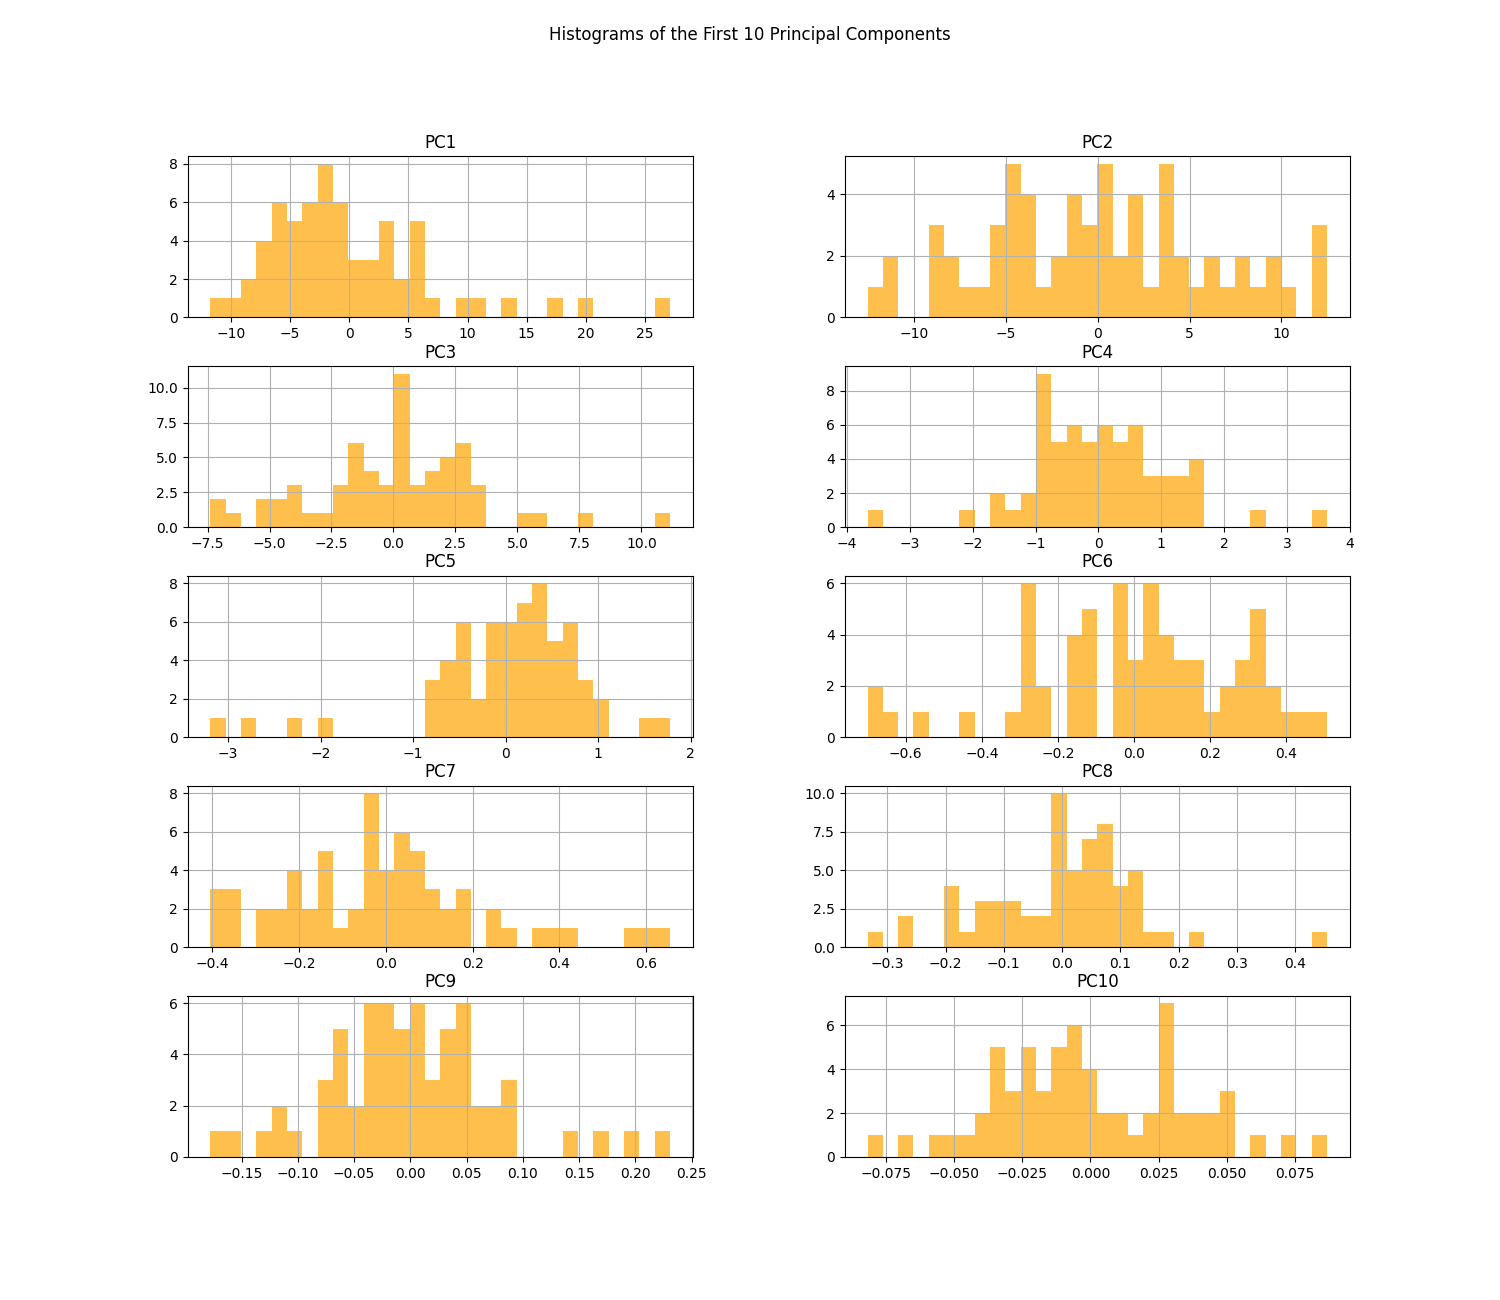 Histograms of the First 10 Principal Components
PC1
8
6
4
2
0
−10 −5 0 5 10 15 20 25
PC2
4
2
0
−10 −5 0 5 10
PC3
10.0
7.5
5.0
2.5
0.0
−7.5 −5.0 −2.5 0.0 2.5 5.0 7.5 10.0
PC4
8
6
4
2
0
−4 −3 −2 −1 0 1 2 3 4
PC5
8
6
4
2
0
−3 −2 −1 0 1 2
PC6
6
4
2
0
−0.6 −0.4 −0.2 0.0 0.2 0.4
PC7
8
6
4
2
0
−0.4 −0.2 0.0 0.2 0.4 0.6
PC8
10.0
7.5
5.0
2.5
0.0
−0.3 −0.2 −0.1 0.0 0.1 0.2 0.3 0.4
PC9
6
4
2
0
−0.15 −0.10 −0.05 0.00 0.05 0.10 0.15 0.20 0.25
PC10
6
4
2
0
−0.075 −0.050 −0.025 0.000 0.025 0.050 0.075